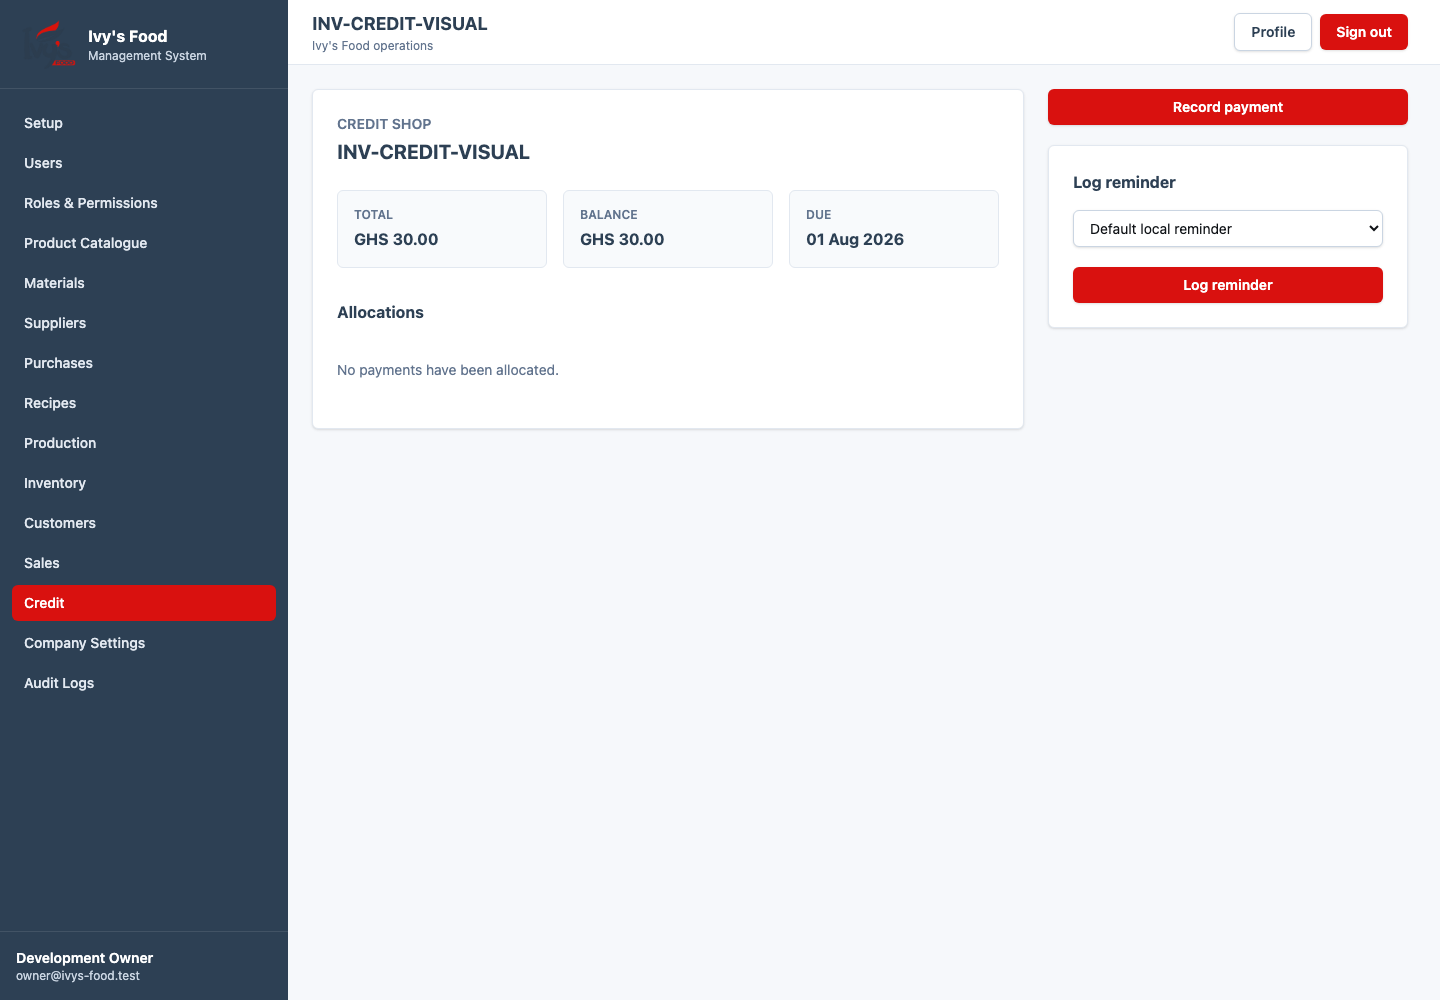 Ivy's Food
Management System
Setup
Users
Roles & Permissions
Product Catalogue
Materials
Suppliers
Purchases
Recipes
Production
Inventory
Customers
Sales
Credit
Company Settings
Audit Logs
Development Owner
owner@ivys-food.test
INV-CREDIT-VISUAL
Ivy's Food operations
Profile
Sign out
CREDIT SHOP
INV-CREDIT-VISUAL
TOTAL
GHS 30.00
BALANCE
GHS 30.00
DUE
01 Aug 2026
Allocations
No payments have been allocated.
Record payment
Log reminder
Default local reminder
Log reminder